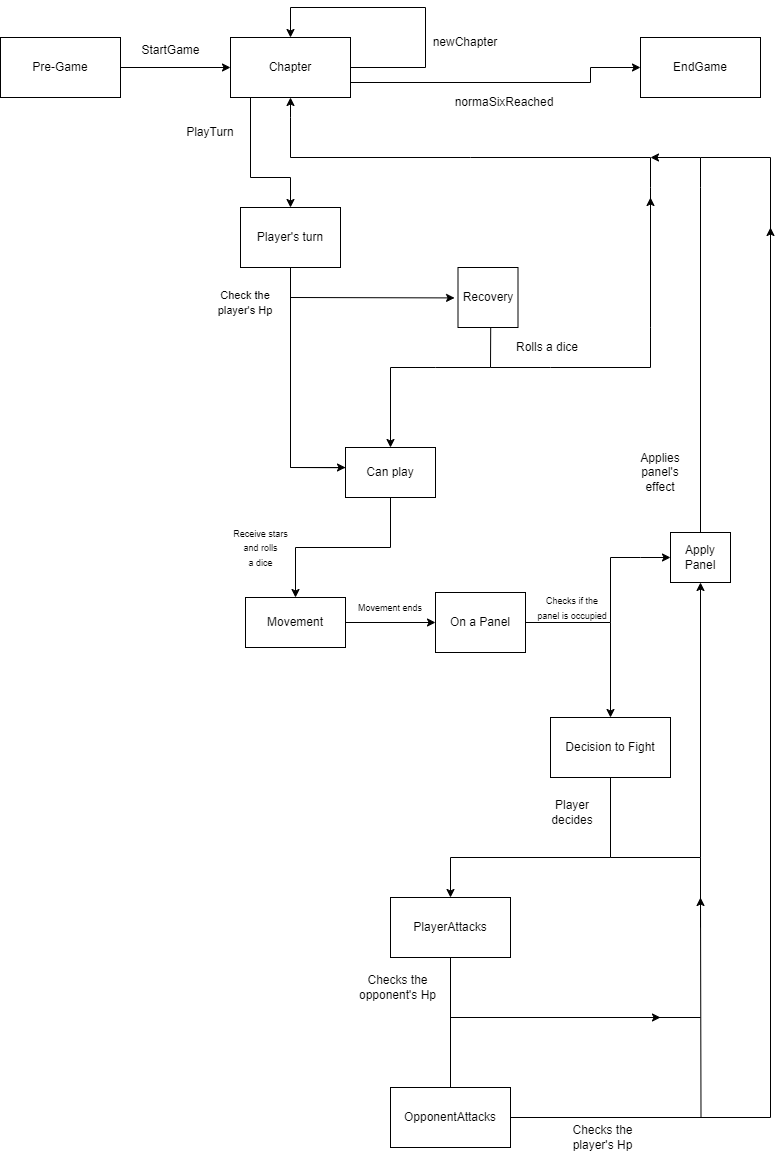 newChapter
StartGame
Pre-Game
Chapter
EndGame
normaSixReached
PlayTurn
Player's turn
Check the
player's Hp
Recovery
Rolls a dice
Can play
Applies
panel's
effect
Receive stars
and rolls
a dice
Apply
Panel
Movement
Movement ends
On a Panel
Checks if the
panel is occupied
Decision to Fight
Player
decides
PlayerAttacks
Checks the
opponent's Hp
OpponentAttacks
Checks the
player's Hp